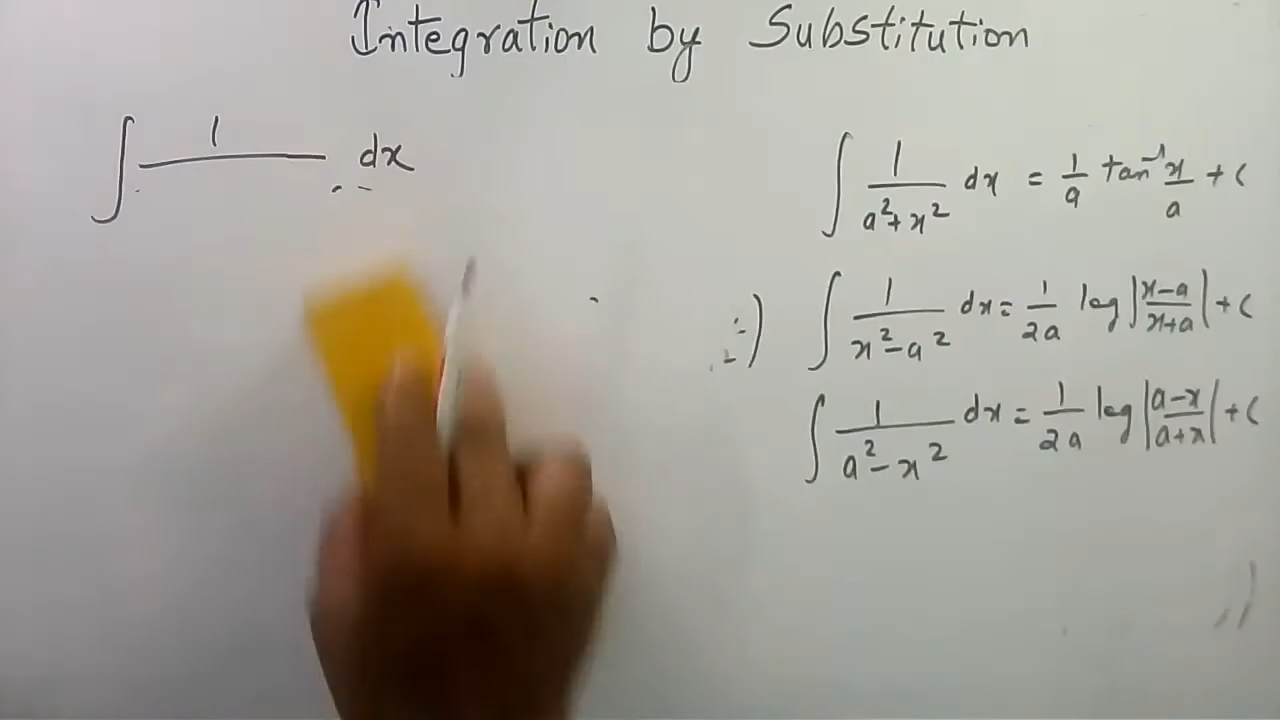 Integration by Substitution
∫ 1/ dx
∫ 1/(a²+x²) dx = 1/a tan⁻¹ x/a + C
∫ 1/(x²-a²) dx = 1/2a log |(x-a)/(x+a)| + C
∫ 1/(a²-x²) dx = 1/2a log |(a-x)/(a+x)| + C